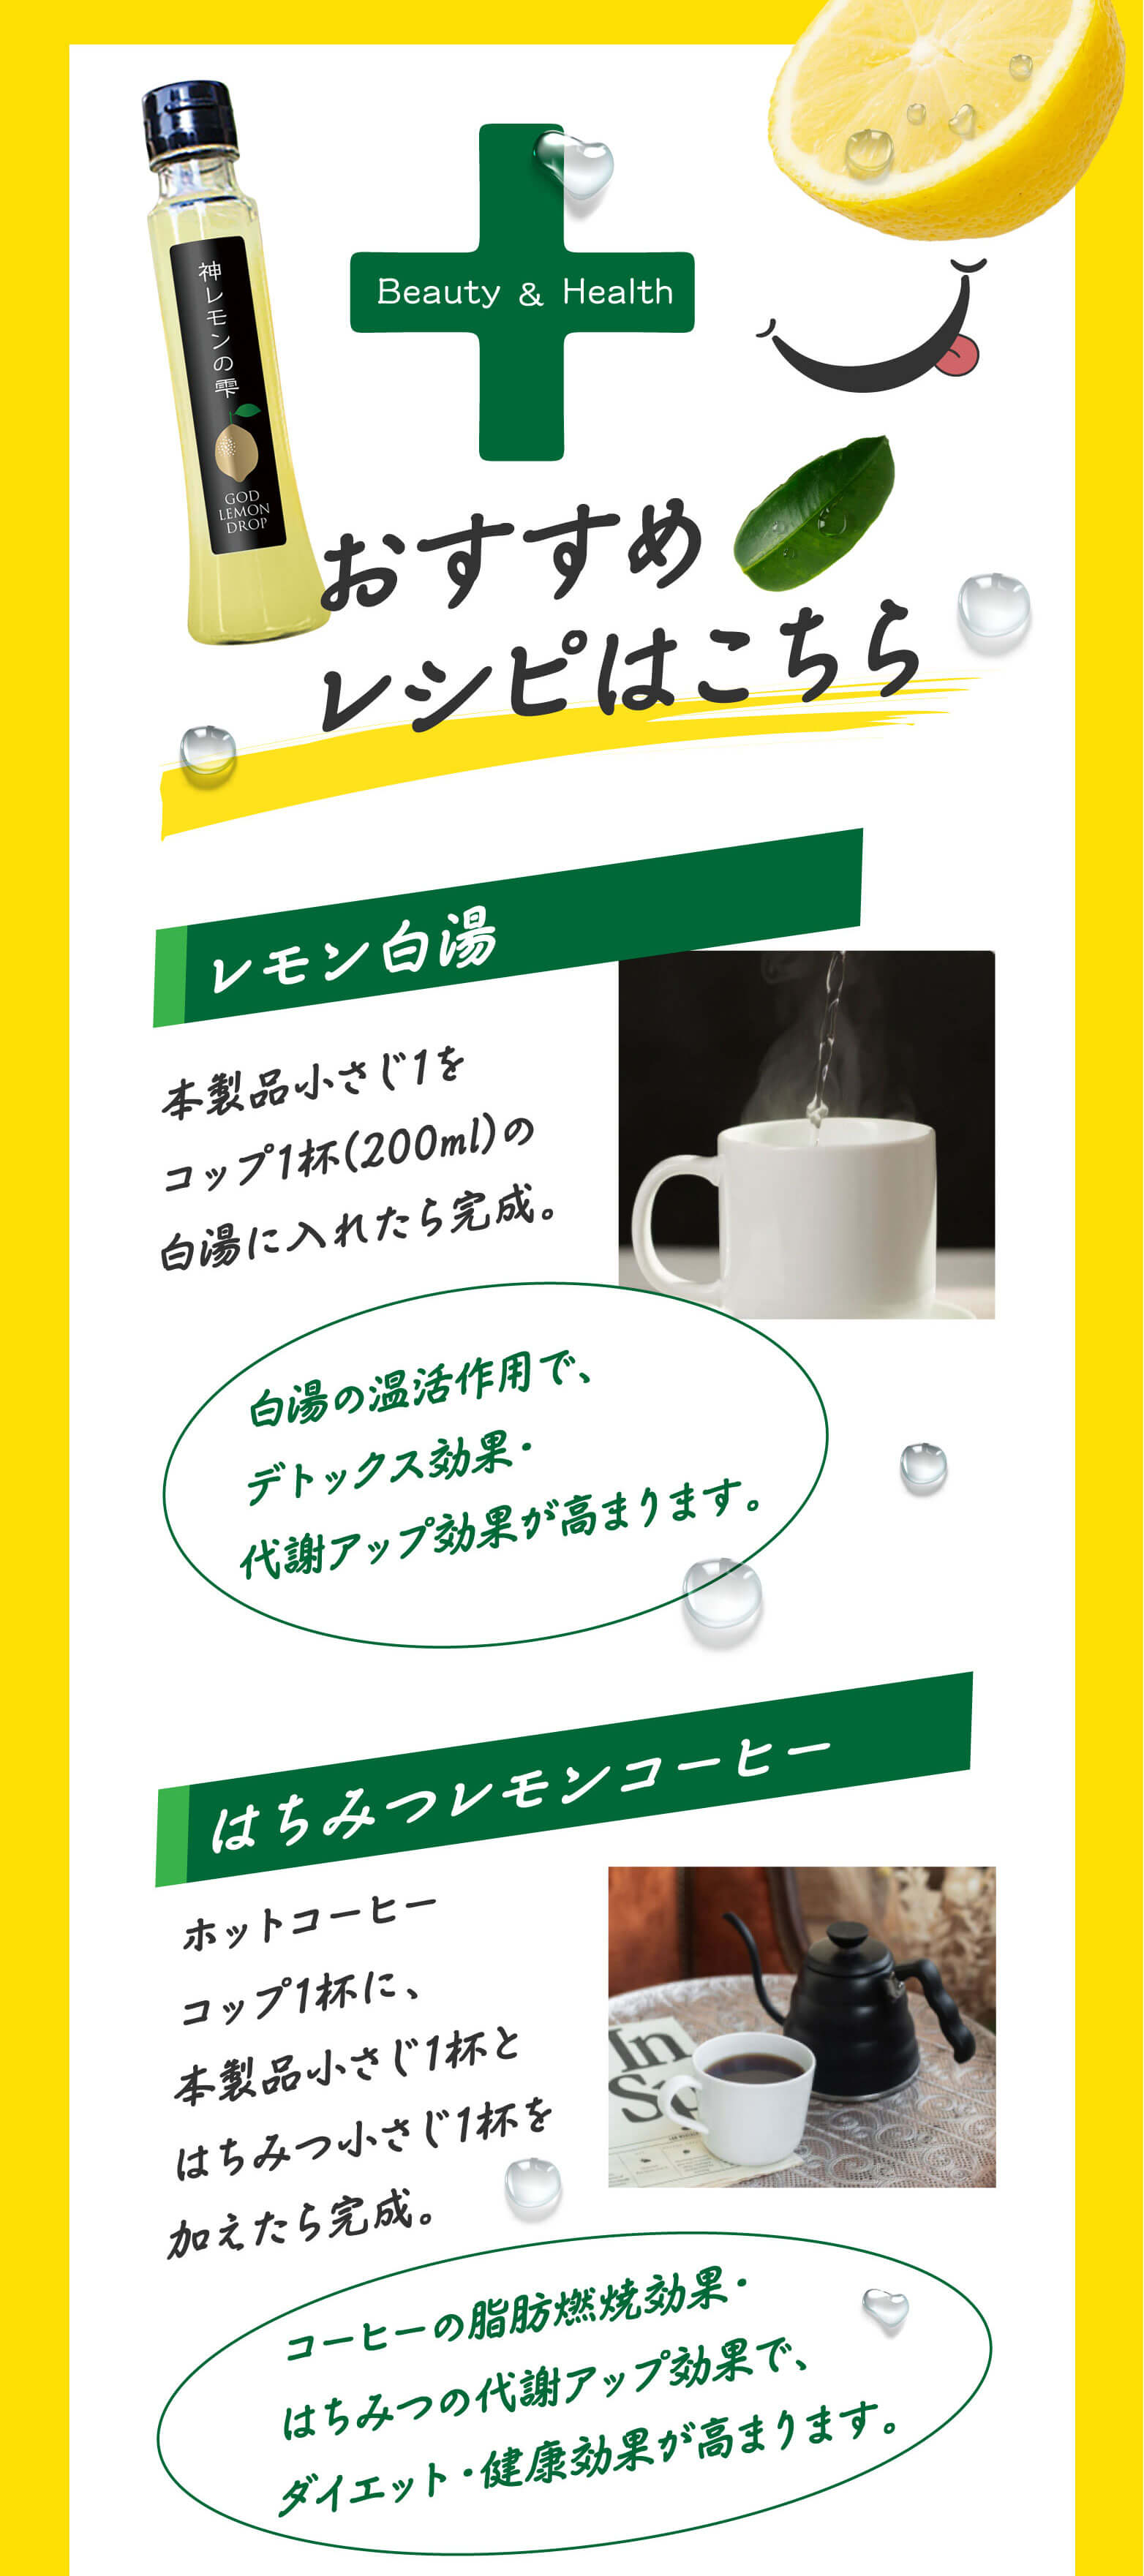 神レモンの雫
GOD
LEMON
DROP
Beauty & Health
おすすめ
レシピはこちら
レモン白湯
本製品小さじ1を
コップ1杯(200ml)の
白湯に入れたら完成。
白湯の温活作用で、
デトックス効果・
代謝アップ効果が高まります。
はちみつレモンコーヒー
ホットコーヒー
コップ1杯に、
本製品小さじ1杯と
はちみつ小さじ1杯を
加えたら完成。
In
コーヒーの脂肪燃焼効果・
はちみつの代謝アップ効果で、
ダイエット・健康効果が高まります。